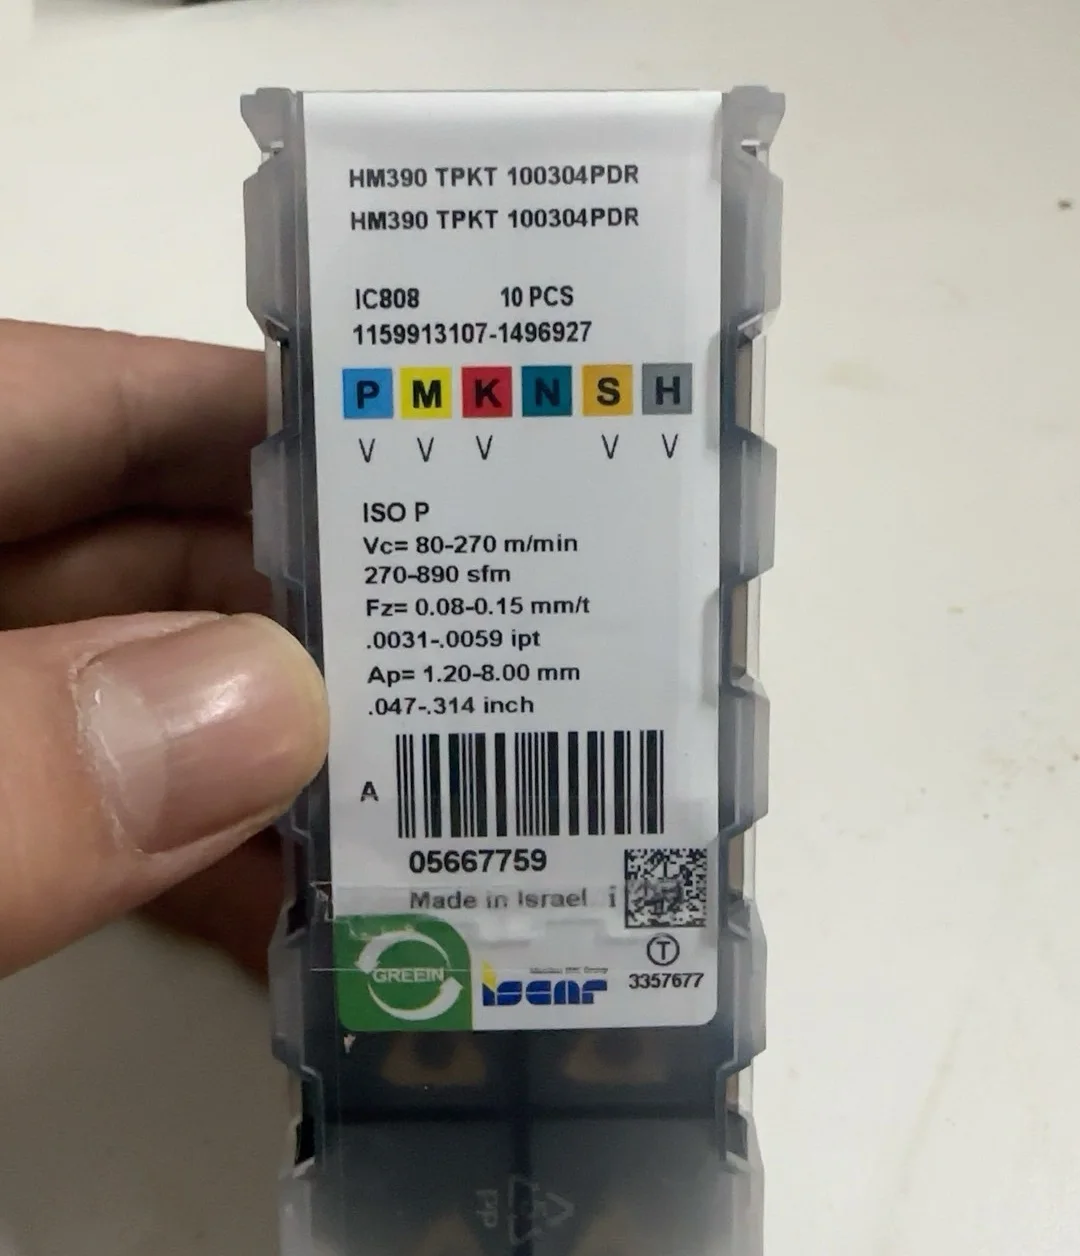 HM390 TPKT 100304PDR
HM390 TPKT 100304PDR
IC808 10 PCS
1159913107-1496927
P M K N S H
V V V V V
ISO P
Vc= 80-270 m/min
270-890 sfm
Fz= 0.08-0.15 mm/t
.0031-.0059 ipt
Ap= 1.20-8.00 mm
.047-.314 inch
A
05667759
Made in Israel i
T
GREEIN
iscar
3357677